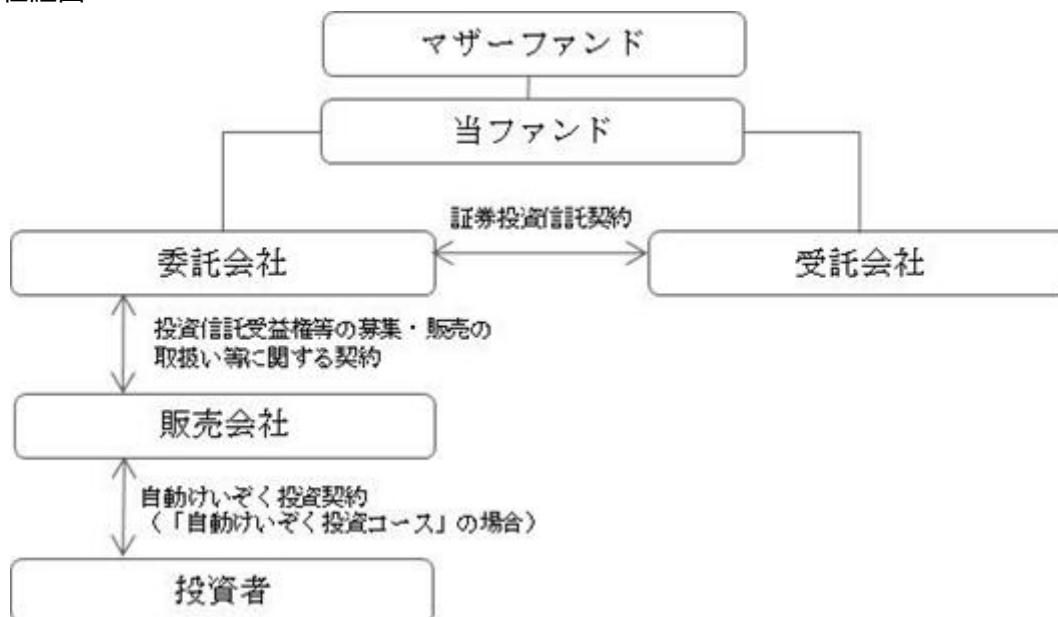 マザーファンド
当ファンド
証券投資信託契約
委託会社
受託会社
投資信託受益権等の募集・販売の
取扱い等に関する契約
販売会社
自動けいぞく投資契約
（「自動けいぞく投資コース」の場合）
投資者